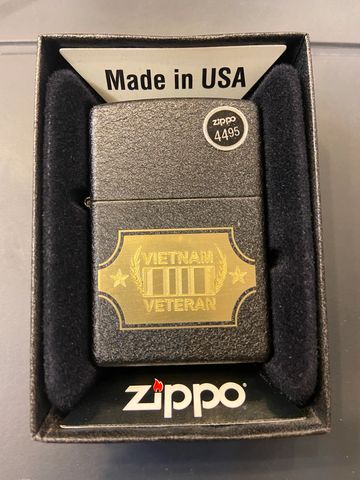 Made in USA
zippo
4495
VIETNAM
VETERAN
zippo